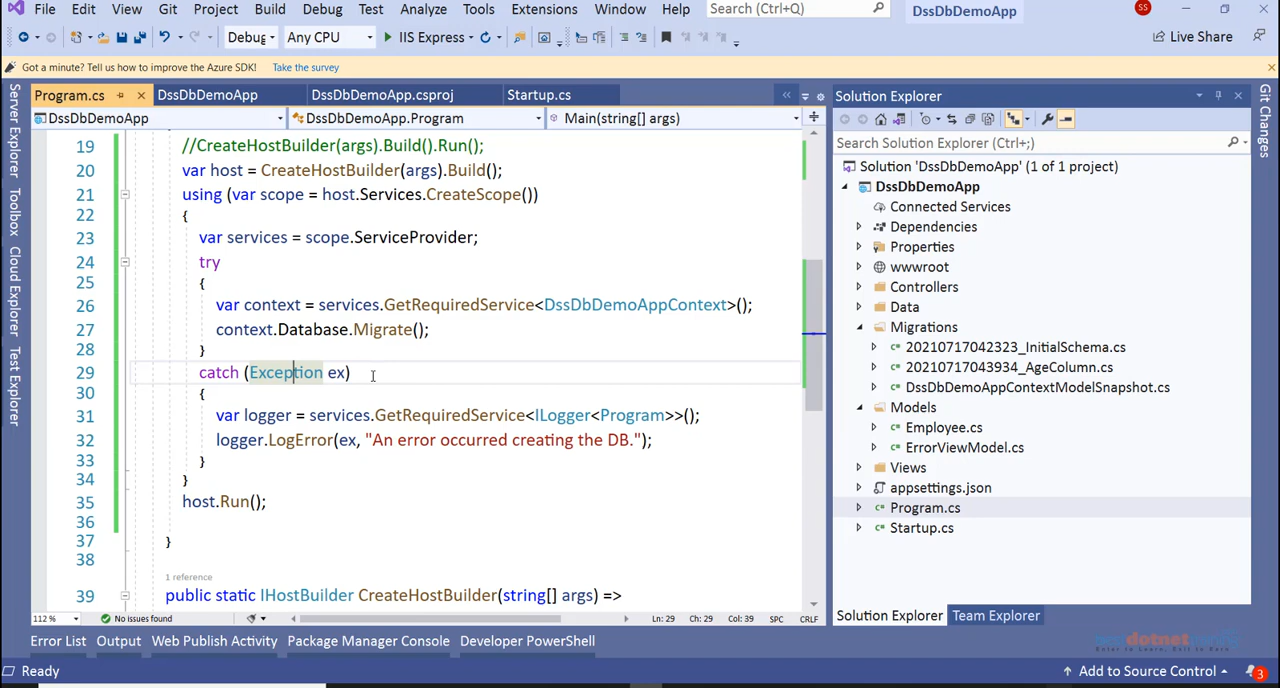 File Edit View Git Project Build Debug Test Analyze Tools Extensions Window Help Search (Ctrl+Q) DssDbDemoApp SS
Debug Any CPU IIS Express Live Share
Got a minute? Tell us how to improve the Azure SDK! Take the survey
Program.cs DssDbDemoApp DssDbDemoApp.csproj Startup.cs
DssDbDemoApp DssDbDemoApp.Program Main(string[] args)
19 //CreateHostBuilder(args).Build().Run();
20 var host = CreateHostBuilder(args).Build();
21 using (var scope = host.Services.CreateScope())
22 {
23 var services = scope.ServiceProvider;
24 try
25 {
26 var context = services.GetRequiredService<DssDbDemoAppContext>();
27 context.Database.Migrate();
28 }
29 catch (Exception ex)
30 {
31 var logger = services.GetRequiredService<ILogger<Program>>();
32 logger.LogError(ex, "An error occurred creating the DB.");
33 }
34 }
35 host.Run();
36
37 }
38
1 reference
39 public static IHostBuilder CreateHostBuilder(string[] args) =>
112 % No issues found Ln: 29 Ch: 29 Col: 39 SPC CRLF
Server Explorer
Toolbox
Cloud Explorer
Test Explorer
Solution Explorer
Search Solution Explorer (Ctrl+;)
Solution 'DssDbDemoApp' (1 of 1 project)
DssDbDemoApp
Connected Services
Dependencies
Properties
wwwroot
Controllers
Data
Migrations
20210717042323_InitialSchema.cs
20210717043934_AgeColumn.cs
DssDbDemoAppContextModelSnapshot.cs
Models
Employee.cs
ErrorViewModel.cs
Views
appsettings.json
Program.cs
Startup.cs
Solution Explorer Team Explorer
Git Changes
Error List Output Web Publish Activity Package Manager Console Developer PowerShell
Ready Add to Source Control 3